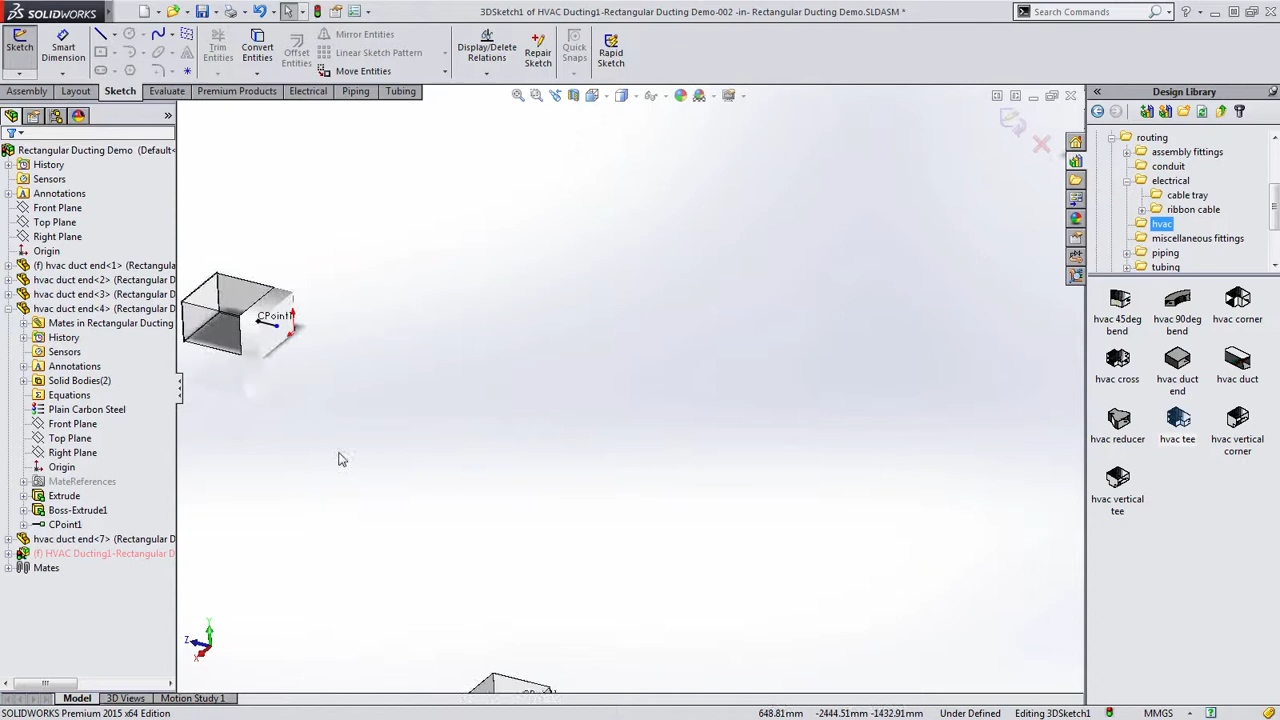 SOLIDWORKS
3DSketch1 of HVAC Ducting1-Rectangular Ducting Demo-002 -in- Rectangular Ducting Demo.SLDASM *
Search Commands
Sketch
Smart Dimension
Trim Entities
Convert Entities
Offset Entities
Mirror Entities
Linear Sketch Pattern
Move Entities
Display/Delete Relations
Repair Sketch
Quick Snaps
Rapid Sketch
Assembly
Layout
Sketch
Evaluate
Premium Products
Electrical
Piping
Tubing
Rectangular Ducting Demo (Default<
History
Sensors
Annotations
Front Plane
Top Plane
Right Plane
Origin
(f) hvac duct end<1> (Rectangular
hvac duct end<2> (Rectangular D
hvac duct end<3> (Rectangular D
hvac duct end<4> (Rectangular D
Mates in Rectangular Ducting
History
Sensors
Annotations
Solid Bodies(2)
Equations
Plain Carbon Steel
Front Plane
Top Plane
Right Plane
Origin
MateReferences
Extrude
Boss-Extrude1
CPoint1
hvac duct end<7> (Rectangular D
(f) HVAC Ducting1-Rectangular D
Mates
CPoint1
Y
Z
X
Design Library
routing
assembly fittings
conduit
electrical
cable tray
ribbon cable
hvac
miscellaneous fittings
piping
tubing
hvac 45deg bend
hvac 90deg bend
hvac corner
hvac cross
hvac duct end
hvac duct
hvac reducer
hvac tee
hvac vertical corner
hvac vertical tee
Model
3D Views
Motion Study 1
SOLIDWORKS Premium 2015 x64 Edition
648.81mm
-2444.51mm -1432.91mm
Under Defined
Editing 3DSketch1
MMGS